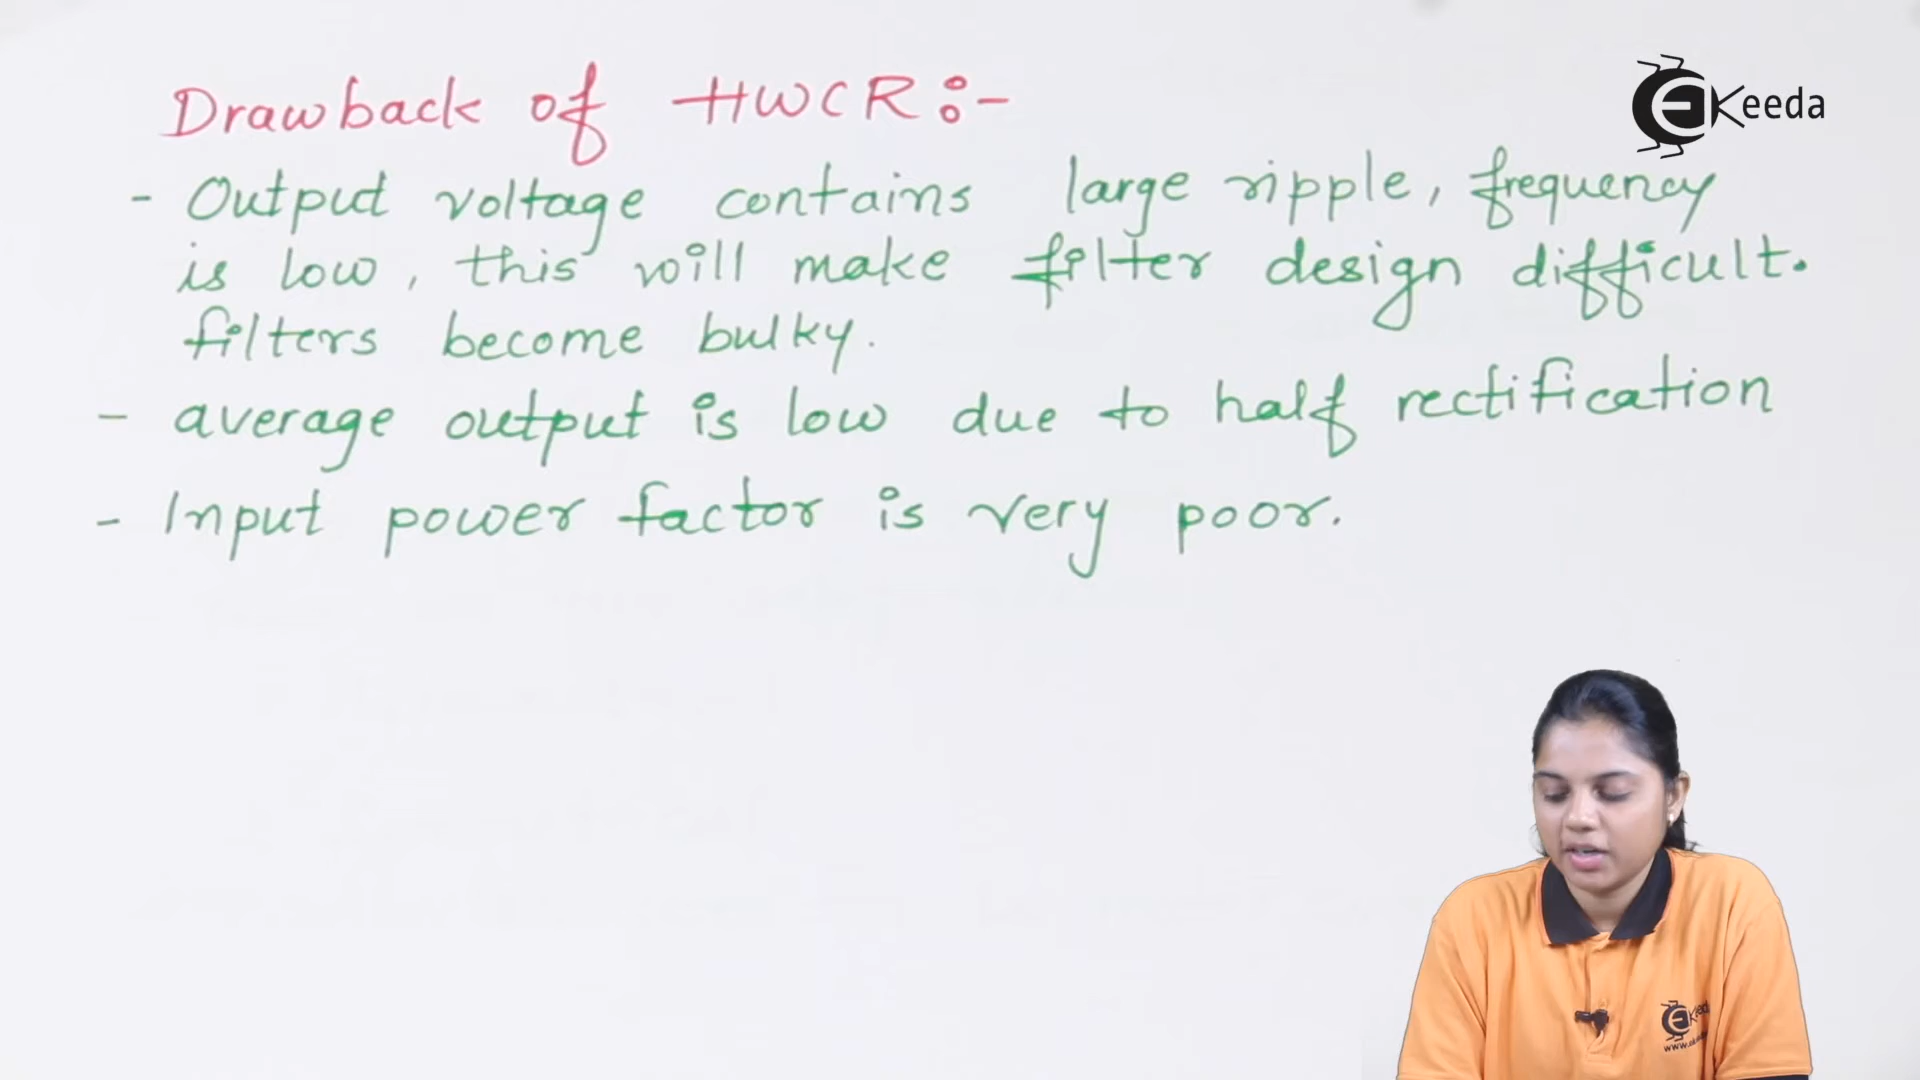 Drawback of HWCR:-
EKeeda
- Output voltage contains large ripple, frequency
is low, this will make filter design difficult.
filters become bulky.
- average output is low due to half rectification
- Input power factor is very poor.